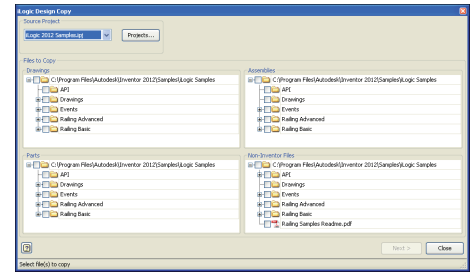 iLogic Design Copy
Source Project
iLogic 2012 Samples.ipj
Projects...
Files to Copy
Drawings
C:\Program Files\Autodesk\Inventor 2012\Samples\iLogic Samples
API
Drawings
Events
Railing Advanced
Railing Basic
Assemblies
C:\Program Files\Autodesk\Inventor 2012\Samples\iLogic Samples
API
Drawings
Events
Railing Advanced
Railing Basic
Parts
C:\Program Files\Autodesk\Inventor 2012\Samples\iLogic Samples
API
Drawings
Events
Railing Advanced
Railing Basic
Non-Inventor Files
C:\Program Files\Autodesk\Inventor 2012\Samples\iLogic Samples
API
Drawings
Events
Railing Advanced
Railing Basic
Railing Samples Readme.pdf
?
Next >
Close
Select file(s) to copy